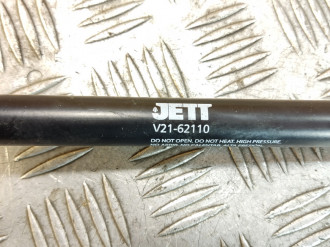 JETT
V21-62110
DO NOT OPEN, DO NOT HEAT. HIGH PRESSURE.